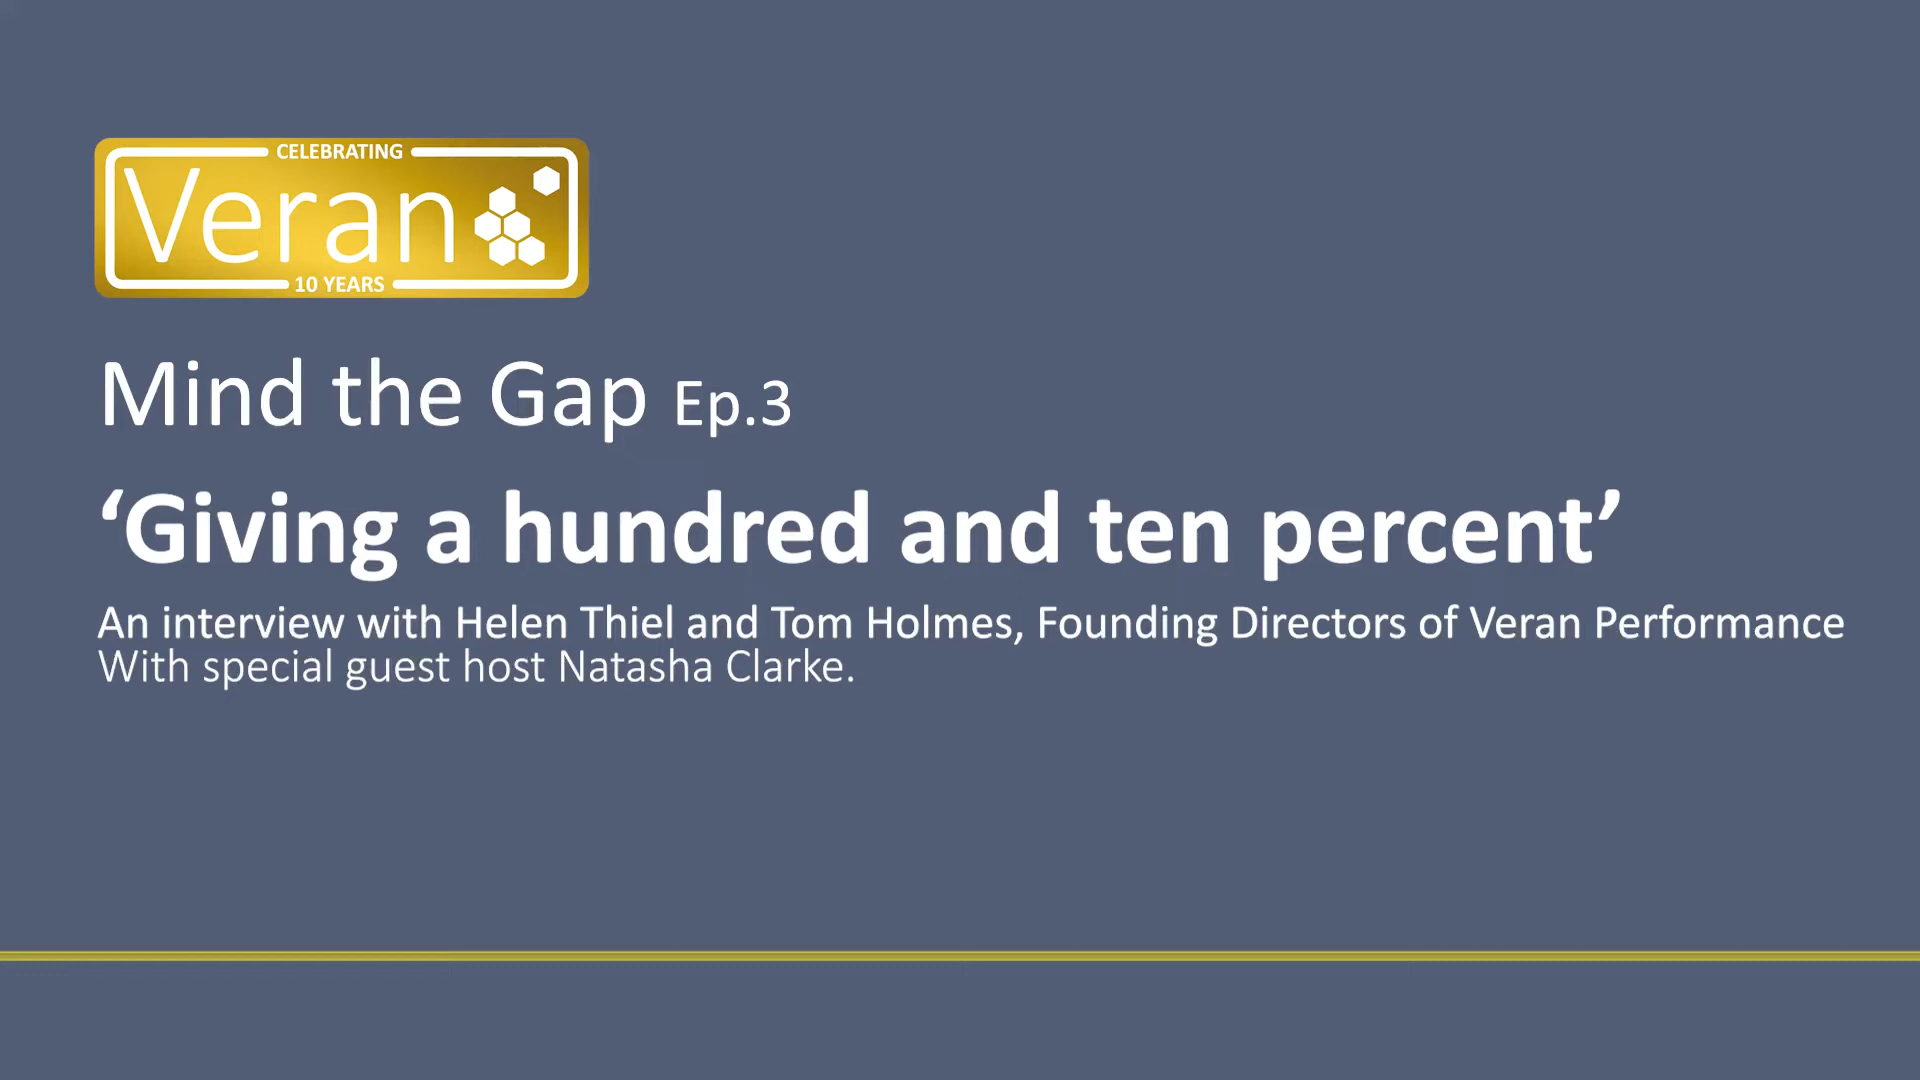 CELEBRATING
Veran
10 YEARS
Mind the Gap Ep.3
‘Giving a hundred and ten percent’
An interview with Helen Thiel and Tom Holmes, Founding Directors of Veran Performance
With special guest host Natasha Clarke.